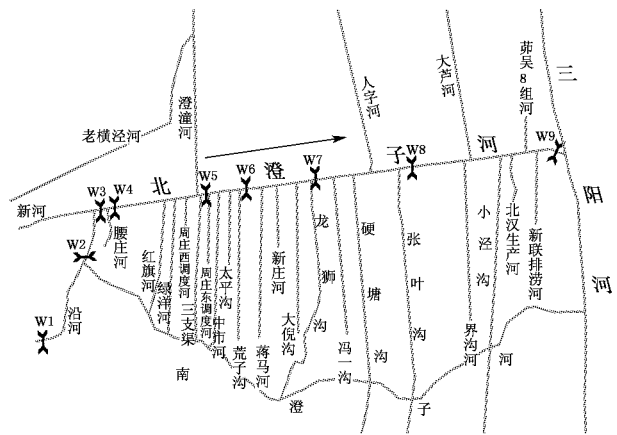 茆吴8组河
三阳河
大芦河
人字河
澄潼河
老横泾河
北澄子河
W9
W8
W7
W6
W5
W4
W3
W2
W1
新河
腰庄河
沿河
红旗河
绿洋河
周庄西调度河
三支渠
周庄东调度河
中市河
太平沟
荒子沟
蒋马河
新庄河
大倪沟
龙狮沟
冯一沟
硬塘沟
张叶沟
界沟河
小泾沟
北汉生产河
新联排涝河
南澄子河